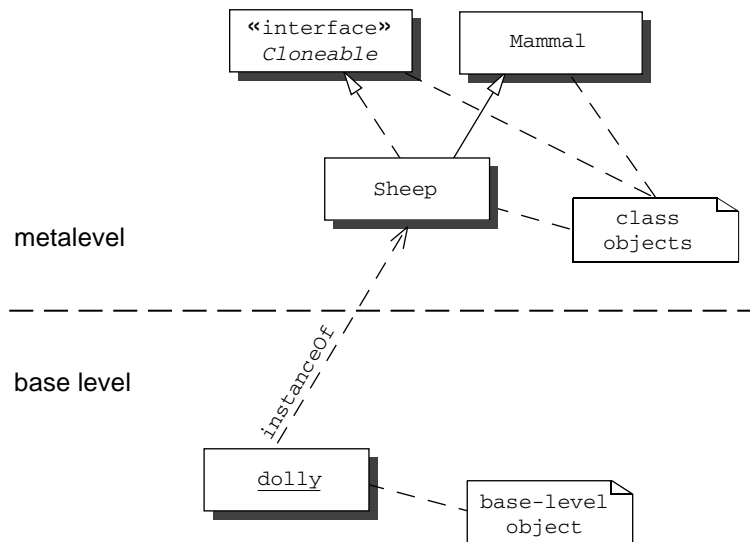 «interface»
Cloneable
Mammal
Sheep
class
objects
metalevel
instanceOf
base level
dolly
base-level
object